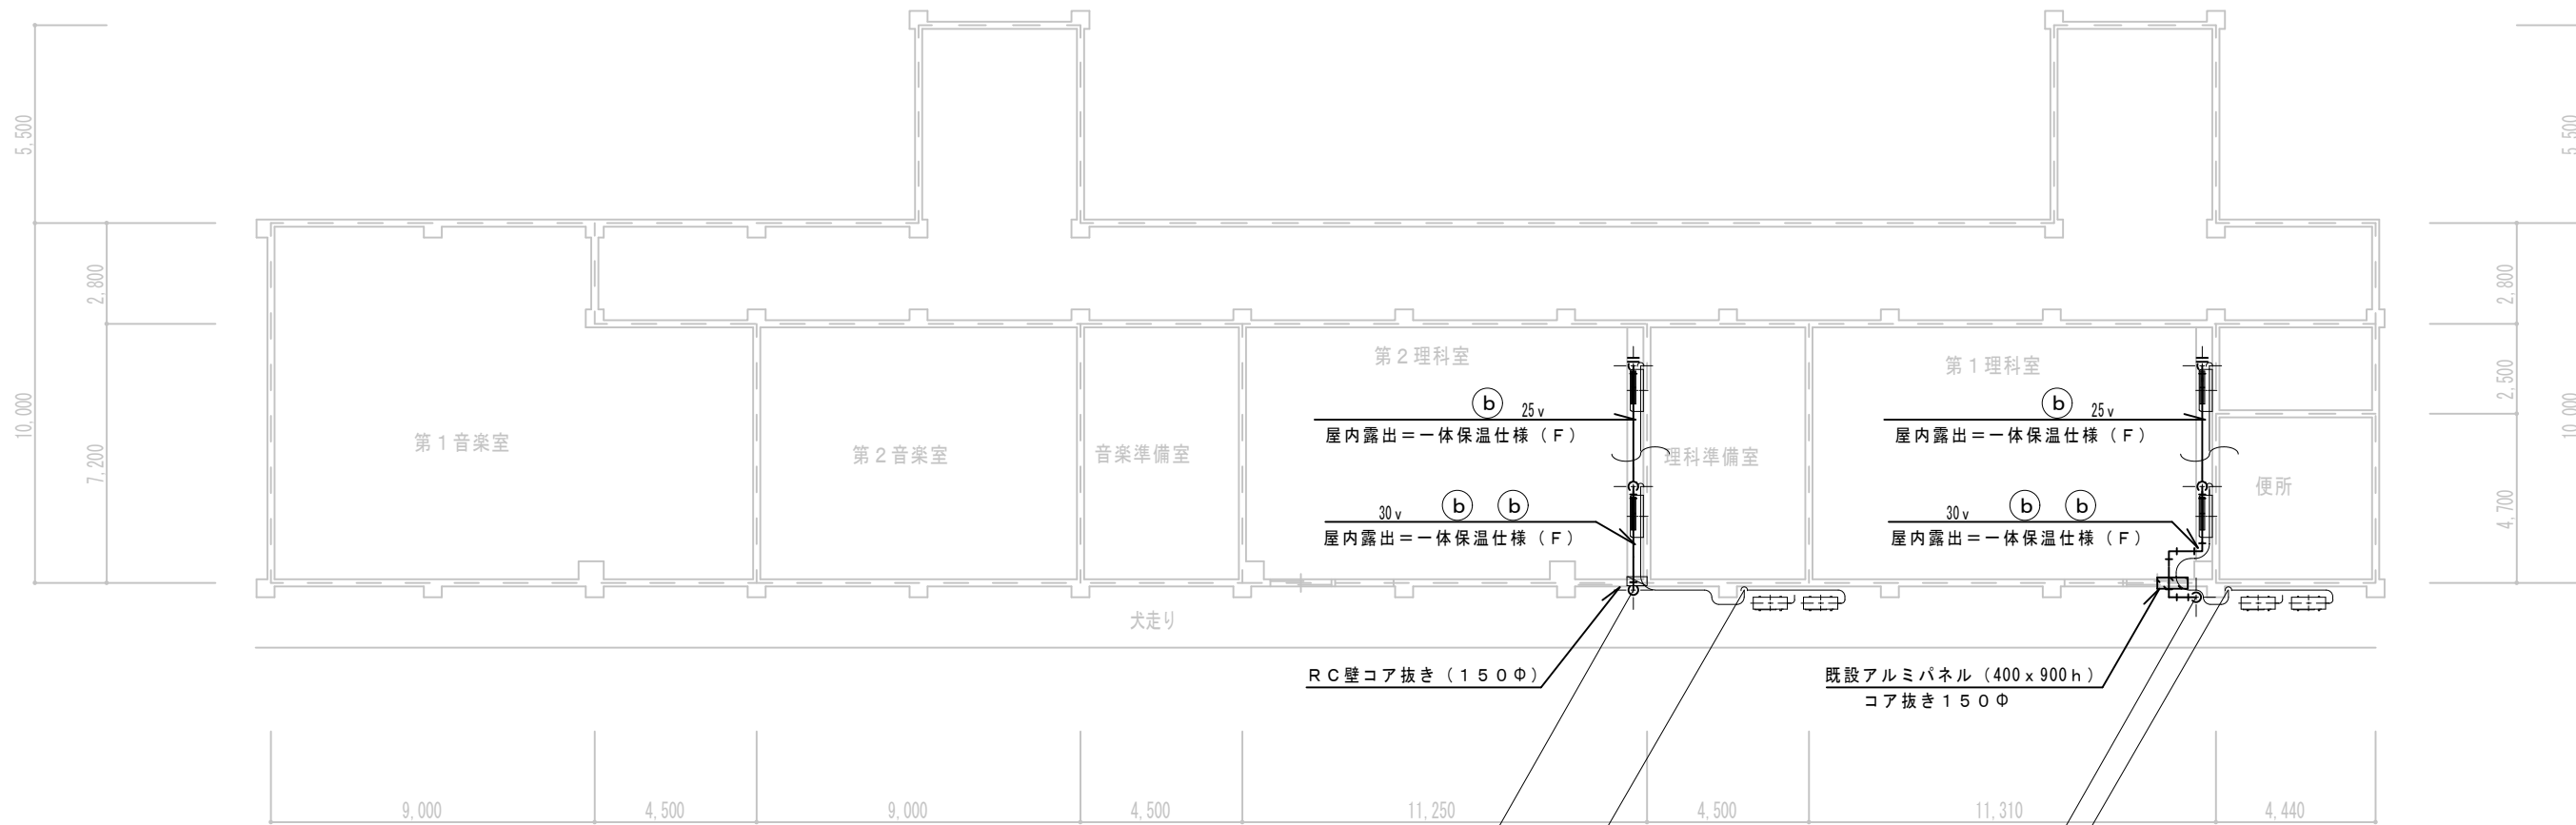 5,500
5,500
2,800
2,800
10,000
7,200
2,500
10,000
4,700
第１音楽室
第２音楽室
音楽準備室
第２理科室
理科準備室
第１理科室
便所
ⓑ 25v
屋内露出＝一体保温仕様（Ｆ）
30v ⓑ ⓑ
屋内露出＝一体保温仕様（Ｆ）
ⓑ 25v
屋内露出＝一体保温仕様（Ｆ）
30v ⓑ ⓑ
屋内露出＝一体保温仕様（Ｆ）
犬走り
ＲＣ壁コア抜き（１５０Φ）
既設アルミパネル（400x900h）
コア抜き１５０Φ
9,000
4,500
9,000
4,500
11,250
4,500
11,310
4,440